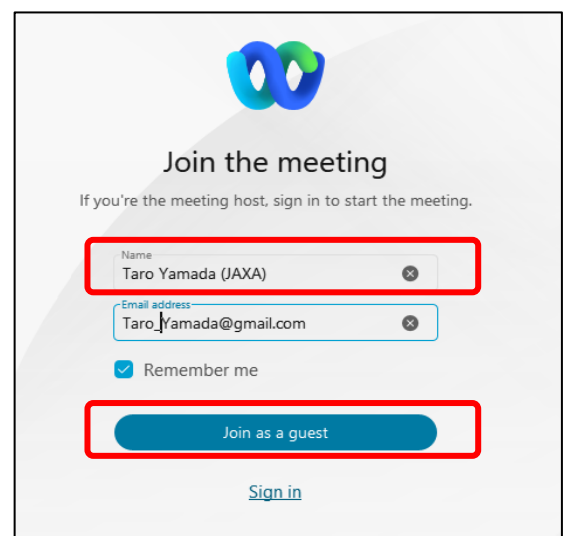 Join the meeting
If you're the meeting host, sign in to start the meeting.
Name
Taro Yamada (JAXA)
Email address
Taro_Yamada@gmail.com
Remember me
Join as a guest
Sign in